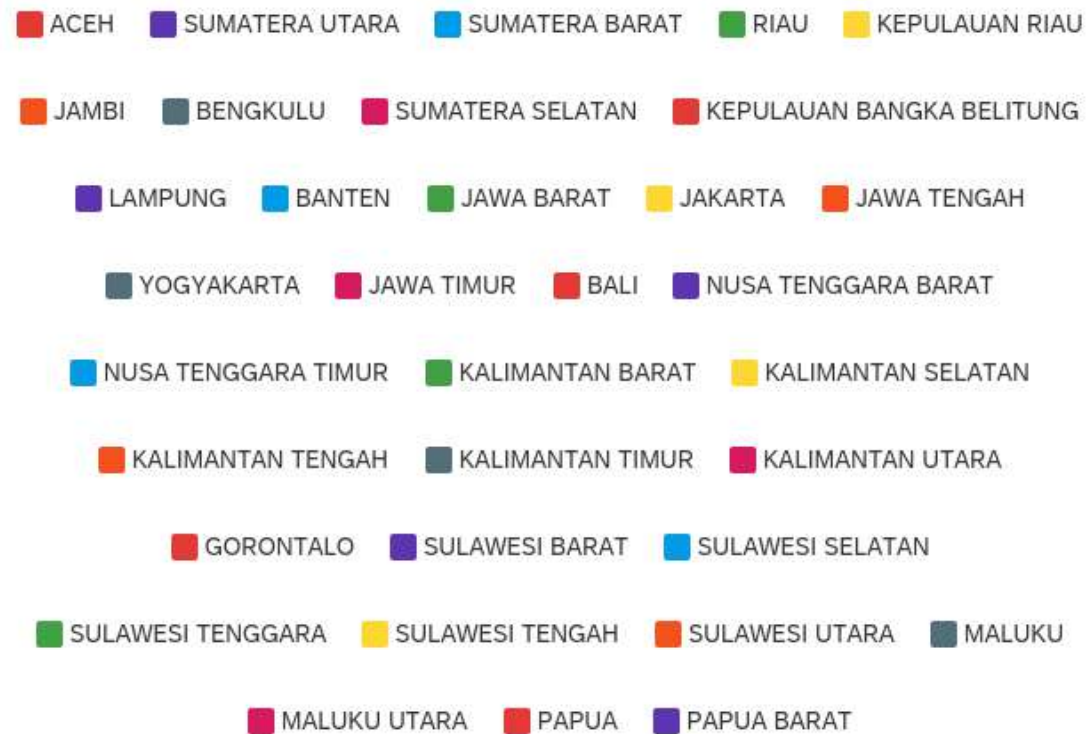 ACEH SUMATERA UTARA SUMATERA BARAT RIAU KEPULAUAN RIAU
JAMBI BENGKULU SUMATERA SELATAN KEPULAUAN BANGKA BELITUNG
LAMPUNG BANTEN JAWA BARAT JAKARTA JAWA TENGAH
YOGYAKARTA JAWA TIMUR BALI NUSA TENGGARA BARAT
NUSA TENGGARA TIMUR KALIMANTAN BARAT KALIMANTAN SELATAN
KALIMANTAN TENGAH KALIMANTAN TIMUR KALIMANTAN UTARA
GORONTALO SULAWESI BARAT SULAWESI SELATAN
SULAWESI TENGGARA SULAWESI TENGAH SULAWESI UTARA MALUKU
MALUKU UTARA PAPUA PAPUA BARAT